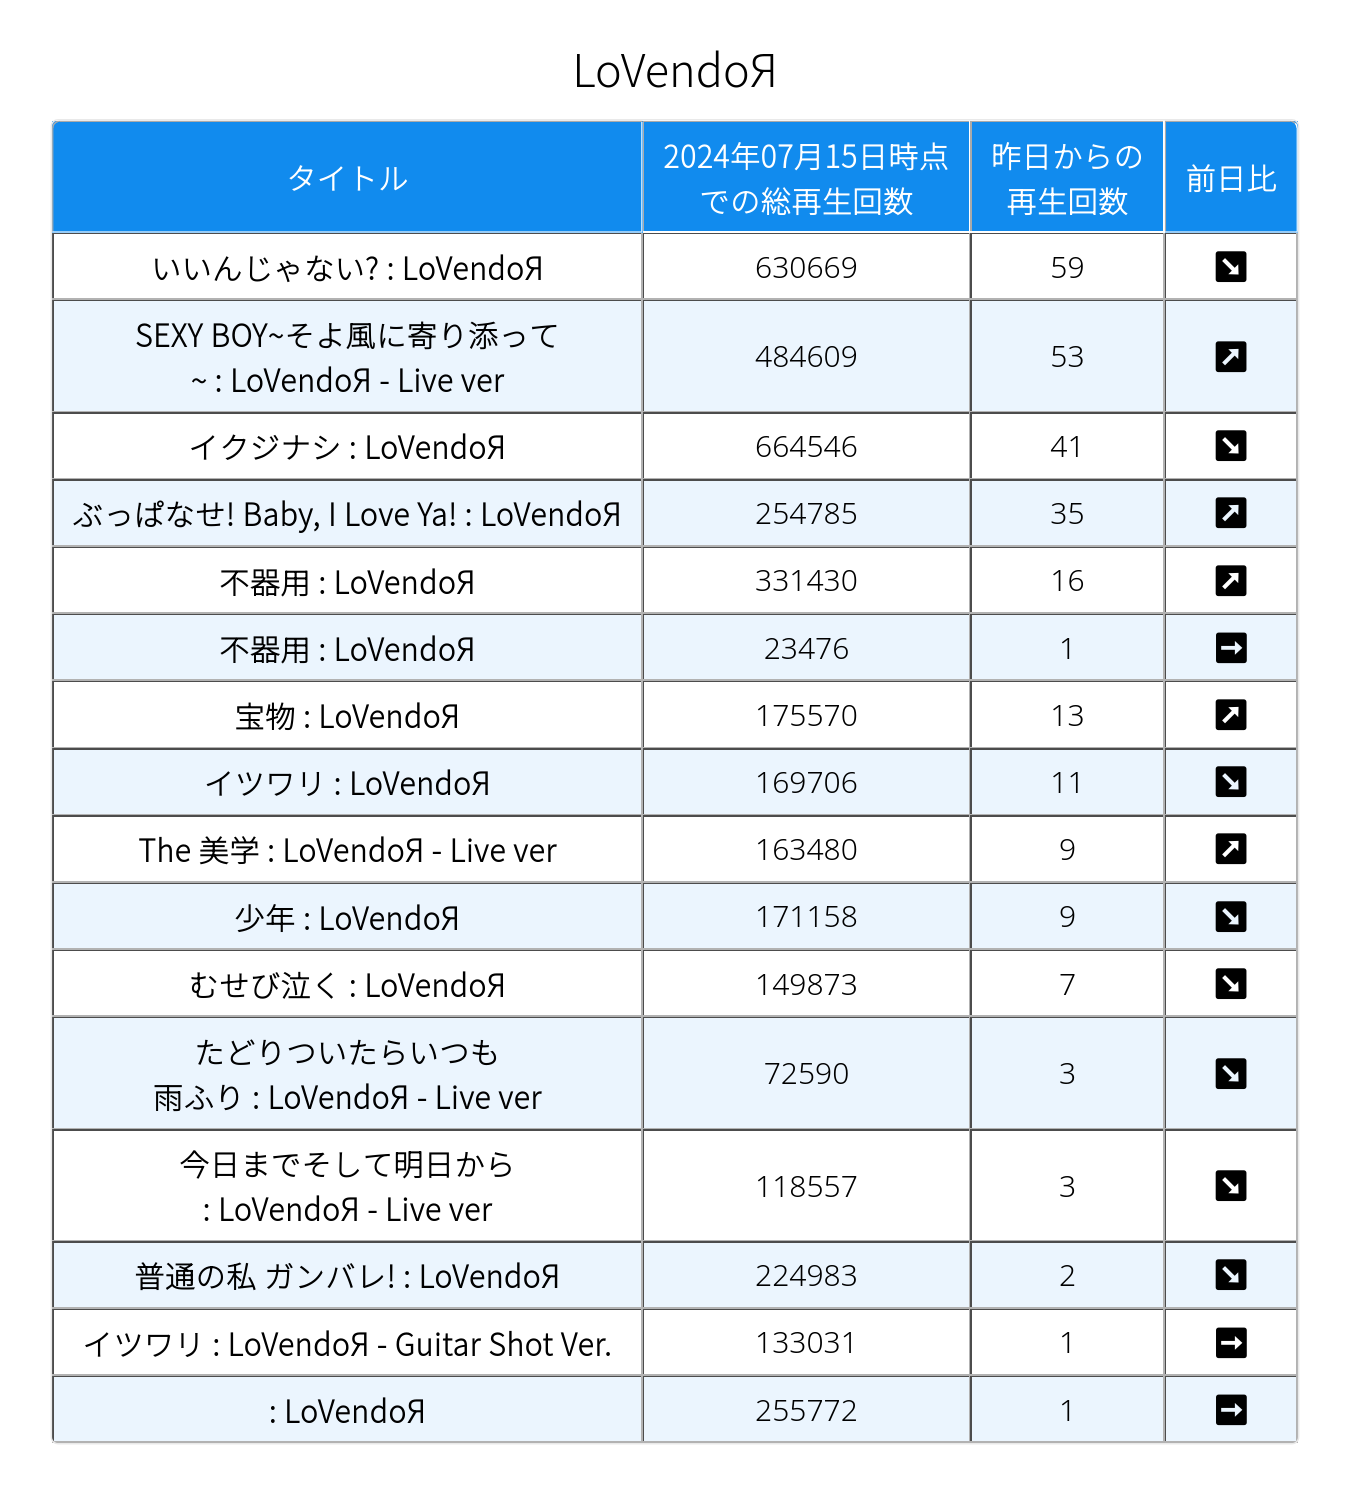 LoVendoЯ
タイトル
2024年07月15日時点
での総再生回数
昨日からの
再生回数
前日比
いいんじゃない? : LoVendoЯ 630669 59
SEXY BOY~そよ風に寄り添って
~ : LoVendoЯ - Live ver 484609 53
イクジナシ : LoVendoЯ 664546 41
ぶっぱなせ! Baby, I Love Ya! : LoVendoЯ 254785 35
不器用 : LoVendoЯ 331430 16
不器用 : LoVendoЯ 23476 1
宝物 : LoVendoЯ 175570 13
イツワリ : LoVendoЯ 169706 11
The 美学 : LoVendoЯ - Live ver 163480 9
少年 : LoVendoЯ 171158 9
むせび泣く : LoVendoЯ 149873 7
たどりついたらいつも
雨ふり : LoVendoЯ - Live ver 72590 3
今日までそして明日から
: LoVendoЯ - Live ver 118557 3
普通の私 ガンバレ! : LoVendoЯ 224983 2
イツワリ : LoVendoЯ - Guitar Shot Ver. 133031 1
: LoVendoЯ 255772 1